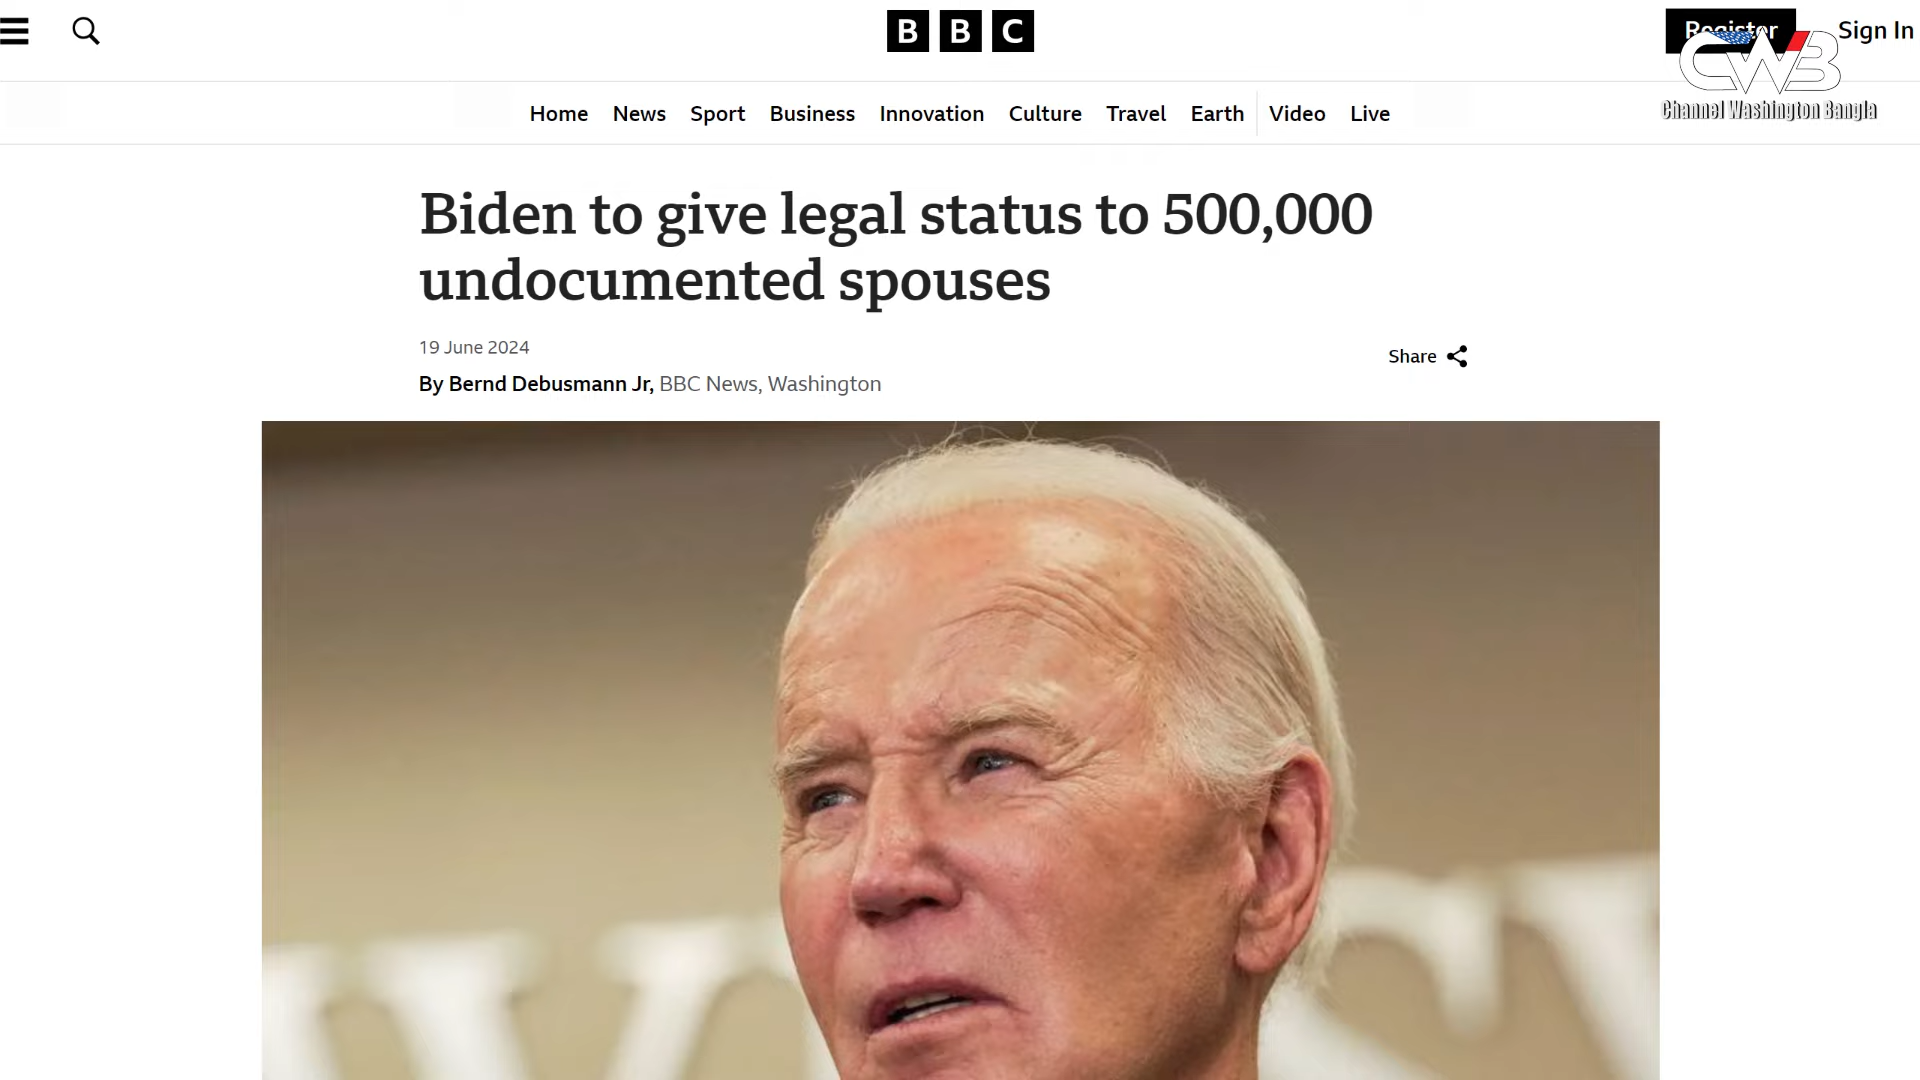 BBC
Register
Sign In
CWB
Channel Washington Bangla
Home News Sport Business Innovation Culture Travel Earth Video Live
Biden to give legal status to 500,000
undocumented spouses
19 June 2024
Share
By Bernd Debusmann Jr, BBC News, Washington